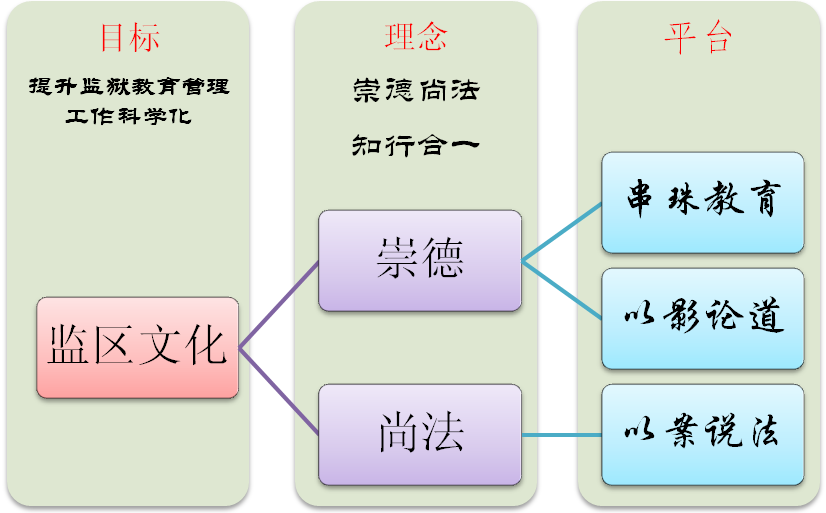 目标
提升监狱教育管理
工作科学化
监区文化
理念
崇德尚法
知行合一
崇德
尚法
平台
串珠教育
以影论道
以案说法